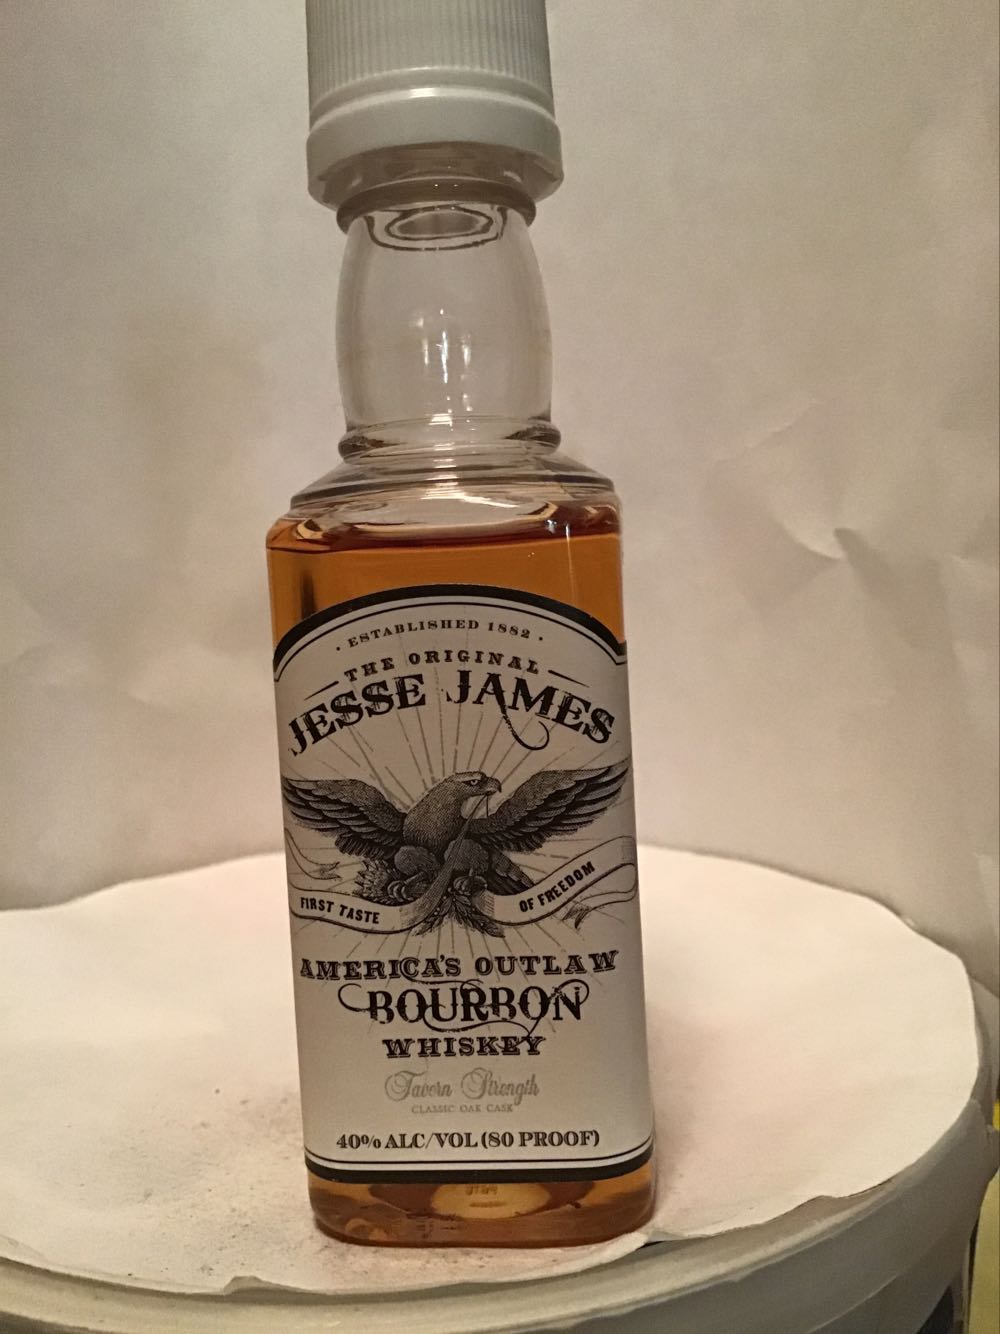 · ESTABLISHED 1882 ·
THE ORIGINAL
JESSE JAMES
FIRST TASTE OF FREEDOM
AMERICA'S OUTLAW
BOURBON
WHISKEY
Tavern Strength
CLASSIC OAK CASK
40% ALC/VOL (80 PROOF)